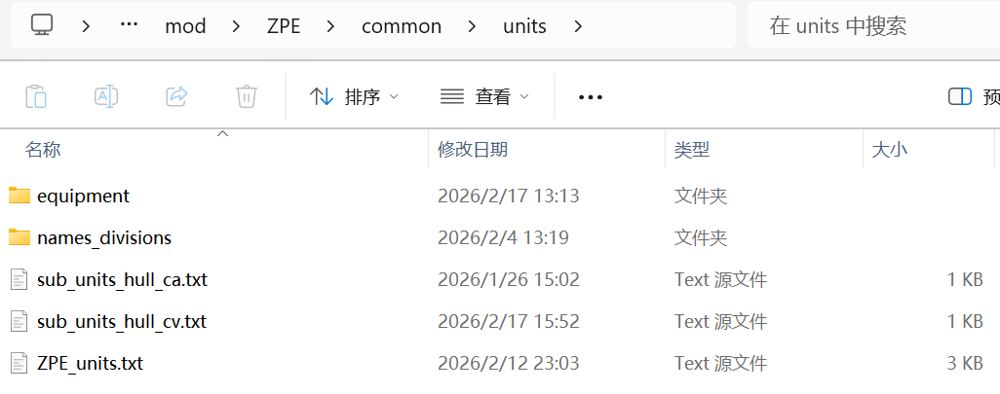 … mod ZPE common units 在 units 中搜索
排序 查看 … 预
名称 修改日期 类型 大小
equipment 2026/2/17 13:13 文件夹
names_divisions 2026/2/4 13:19 文件夹
sub_units_hull_ca.txt 2026/1/26 15:02 Text 源文件 1 KB
sub_units_hull_cv.txt 2026/2/17 15:52 Text 源文件 1 KB
ZPE_units.txt 2026/2/12 23:03 Text 源文件 3 KB